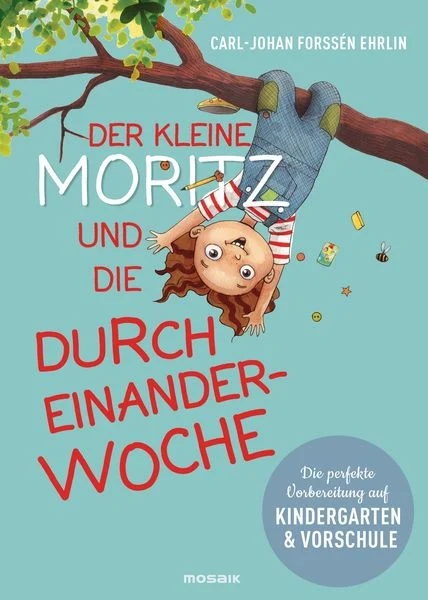 CARL-JOHAN FORSSÉN EHRLIN
DER KLEINE
MORITZ
UND
DIE
DURCH
EINANDER-
WOCHE
Die perfekte
Vorbereitung auf
KINDERGARTEN
& VORSCHULE
mosaik